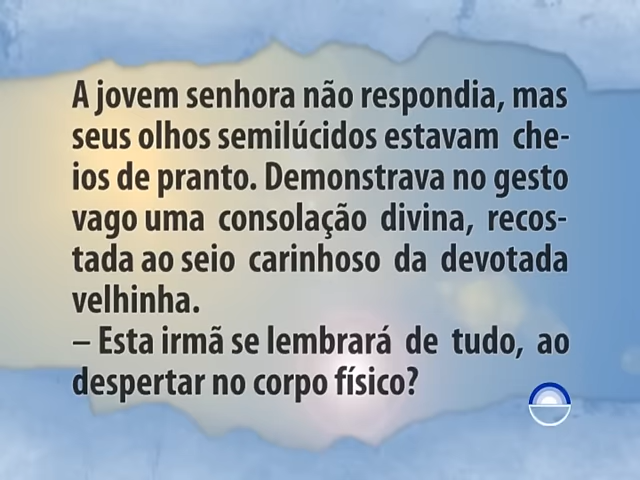 A jovem senhora não respondia, mas
seus olhos semilúcidos estavam che-
ios de pranto. Demonstrava no gesto
vago uma consolação divina, recos-
tada ao seio carinhoso da devotada
velhinha.
– Esta irmã se lembrará de tudo, ao
despertar no corpo físico?